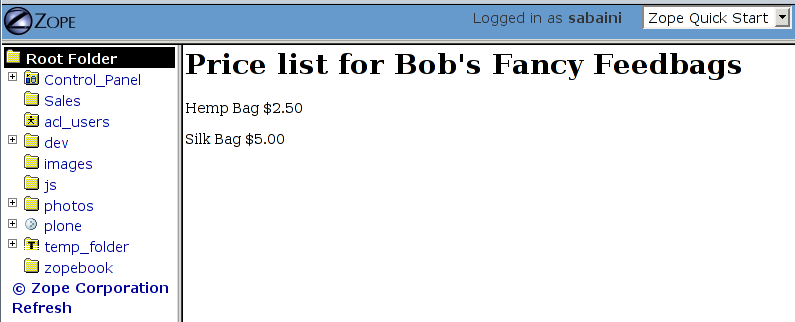 ZOPE
Logged in as sabaini
Zope Quick Start
Root Folder
Control_Panel
Sales
acl_users
dev
images
js
photos
plone
temp_folder
zopebook
© Zope Corporation
Refresh
Price list for Bob's Fancy Feedbags
Hemp Bag $2.50
Silk Bag $5.00